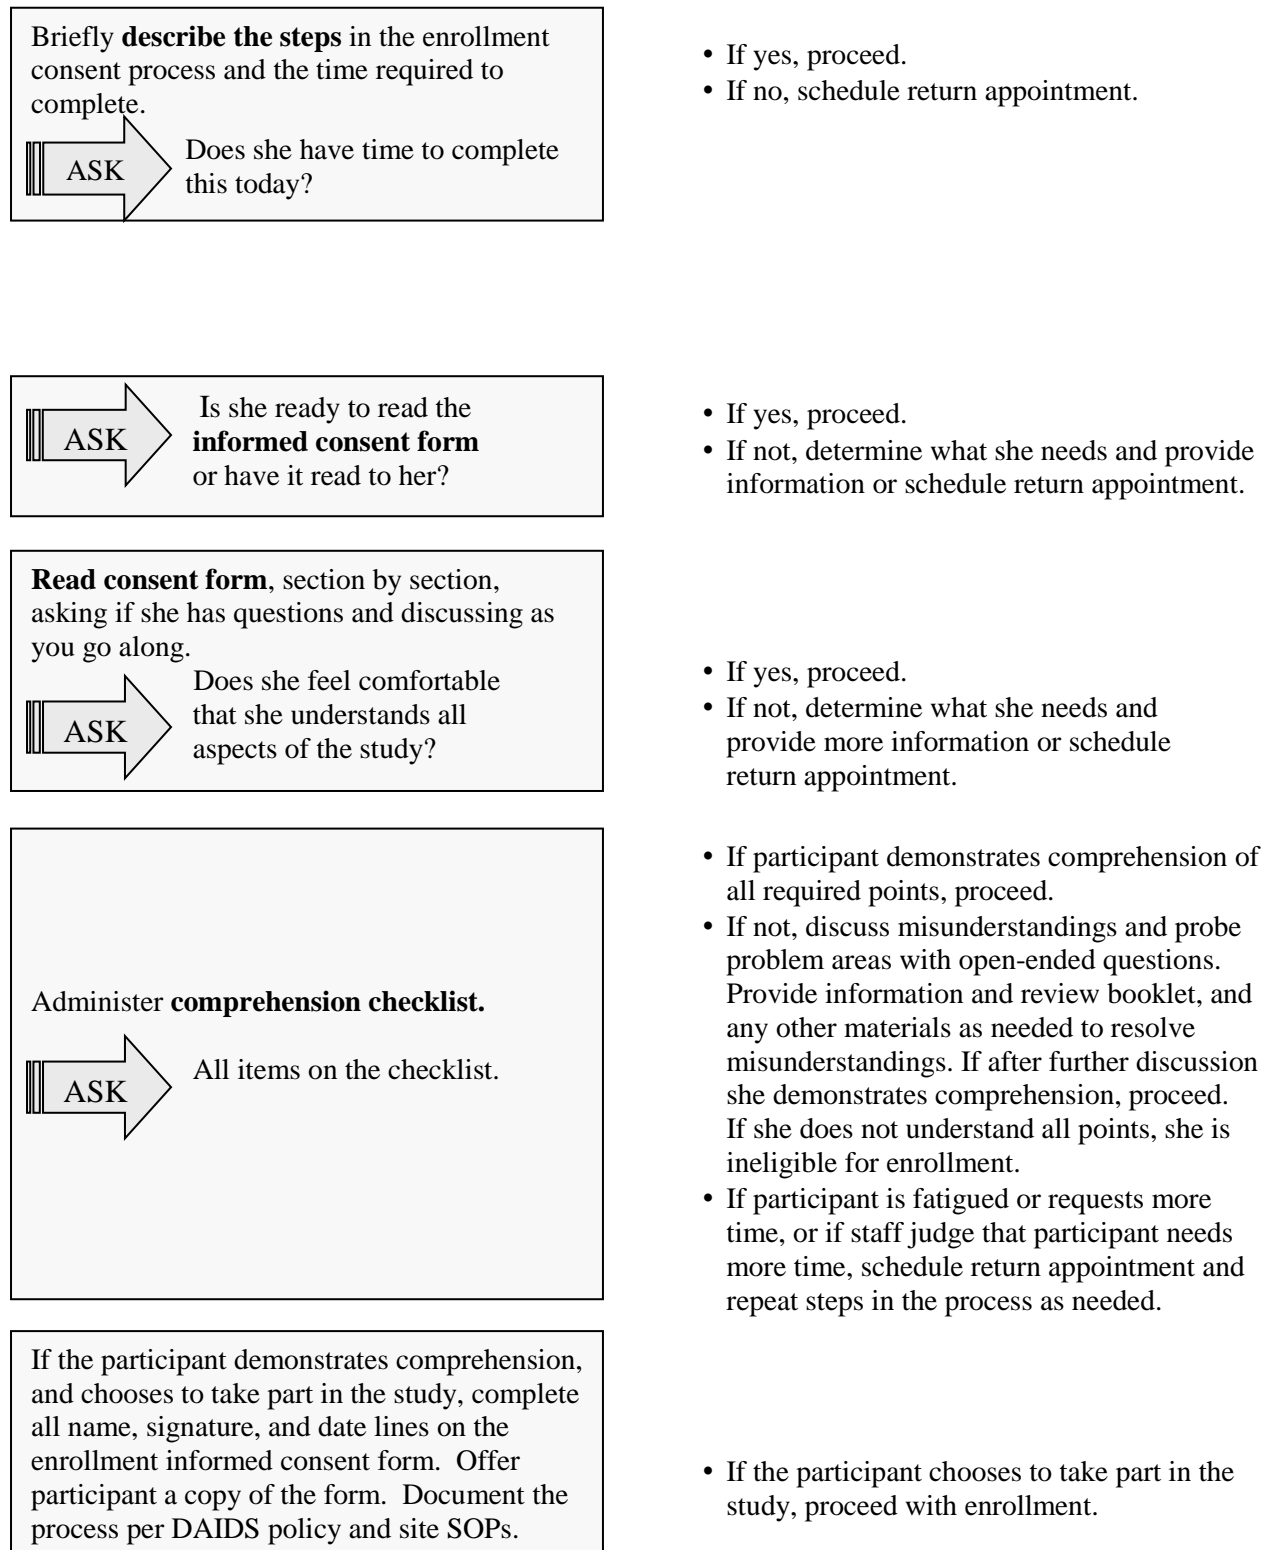 Briefly describe the steps in the enrollment
consent process and the time required to
complete.
ASK
Does she have time to complete
this today?
• If yes, proceed.
• If no, schedule return appointment.
ASK
Is she ready to read the
informed consent form
or have it read to her?
• If yes, proceed.
• If not, determine what she needs and provide
information or schedule return appointment.
Read consent form, section by section,
asking if she has questions and discussing as
you go along.
ASK
Does she feel comfortable
that she understands all
aspects of the study?
• If yes, proceed.
• If not, determine what she needs and
provide more information or schedule
return appointment.
Administer comprehension checklist.
ASK
All items on the checklist.
• If participant demonstrates comprehension of
all required points, proceed.
• If not, discuss misunderstandings and probe
problem areas with open-ended questions.
Provide information and review booklet, and
any other materials as needed to resolve
misunderstandings. If after further discussion
she demonstrates comprehension, proceed.
If she does not understand all points, she is
ineligible for enrollment.
• If participant is fatigued or requests more
time, or if staff judge that participant needs
more time, schedule return appointment and
repeat steps in the process as needed.
If the participant demonstrates comprehension,
and chooses to take part in the study, complete
all name, signature, and date lines on the
enrollment informed consent form.  Offer
participant a copy of the form.  Document the
process per DAIDS policy and site SOPs.
• If the participant chooses to take part in the
study, proceed with enrollment.